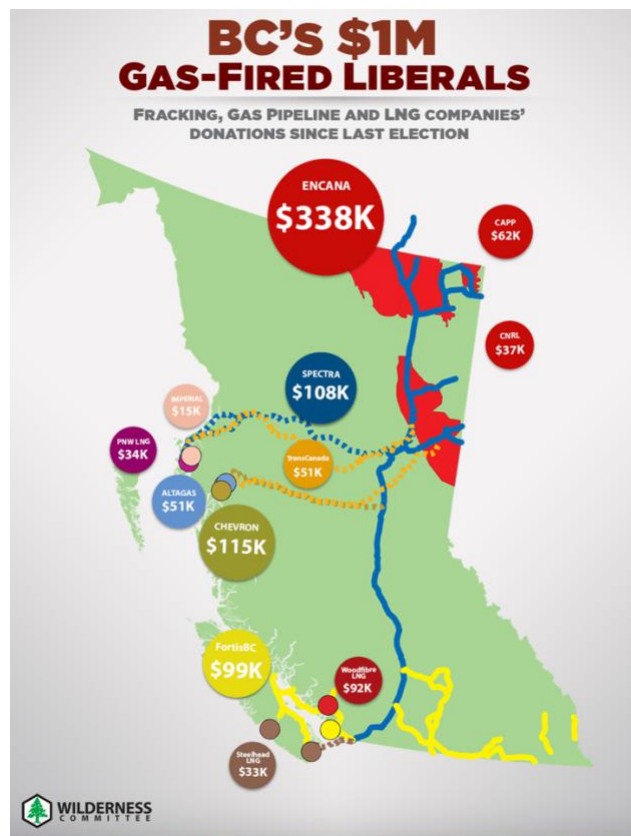 BC'S $1M
GAS-FIRED LIBERALS
FRACKING, GAS PIPELINE AND LNG COMPANIES'
DONATIONS SINCE LAST ELECTION
ENCANA
$338K
CAPP
$62K
CNRL
$37K
SPECTRA
$108K
IMPERIAL
$15K
PNW LNG
$34K
TransCanada
$51K
ALTAGAS
$51K
CHEVRON
$115K
FortisBC
$99K
Woodfibre
LNG
$92K
Steelhead
LNG
$33K
WILDERNESS
COMMITTEE